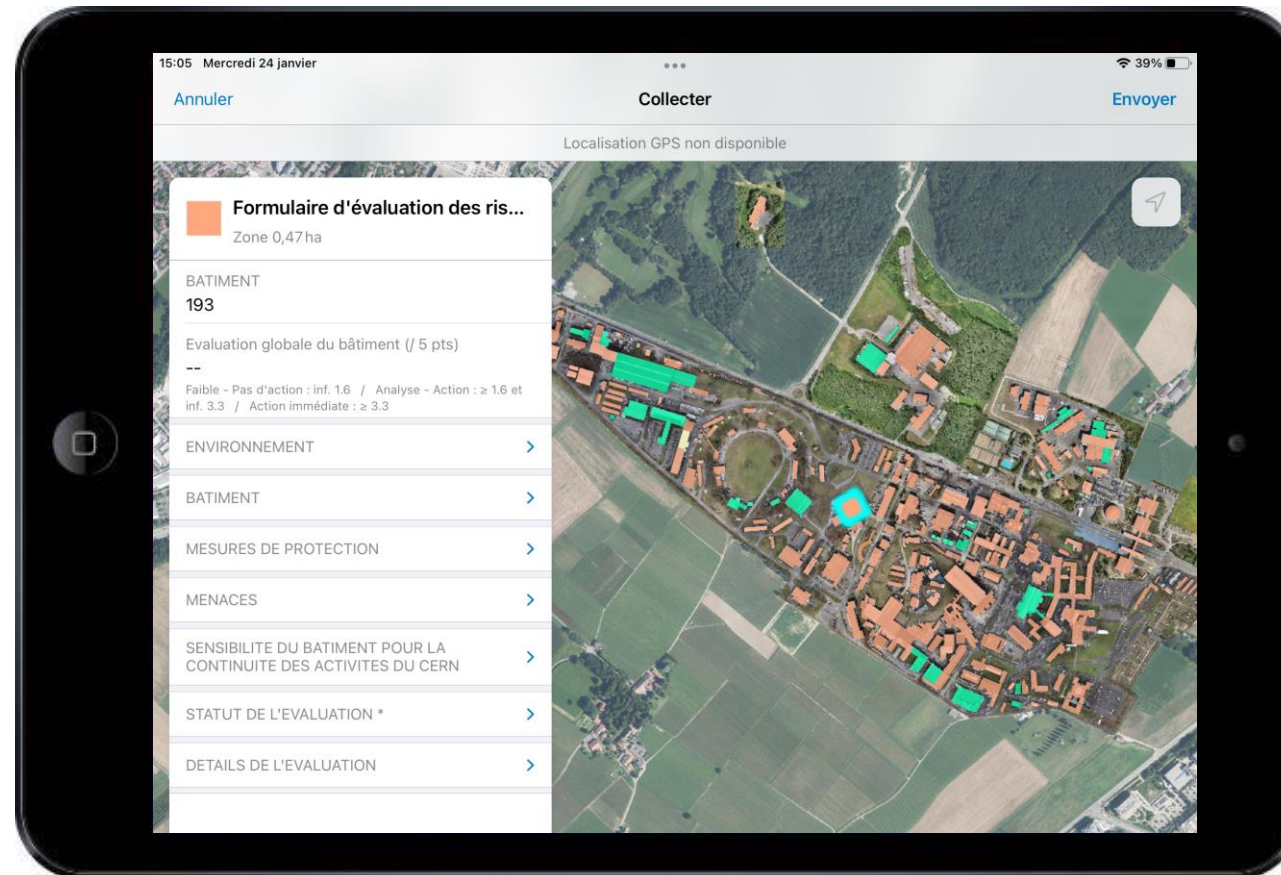 15:05 Mercredi 24 janvier
39%
Annuler
Collecter
Envoyer
Localisation GPS non disponible
Formulaire d'évaluation des ris...
Zone 0,47 ha
BATIMENT
193
Evaluation globale du bâtiment (/ 5 pts)
--
Faible - Pas d'action : inf. 1.6 / Analyse - Action : ≥ 1.6 et
inf. 3.3 / Action immédiate : ≥ 3.3
ENVIRONNEMENT
BATIMENT
MESURES DE PROTECTION
MENACES
SENSIBILITE DU BATIMENT POUR LA
CONTINUITE DES ACTIVITES DU CERN
STATUT DE L'EVALUATION *
DETAILS DE L'EVALUATION